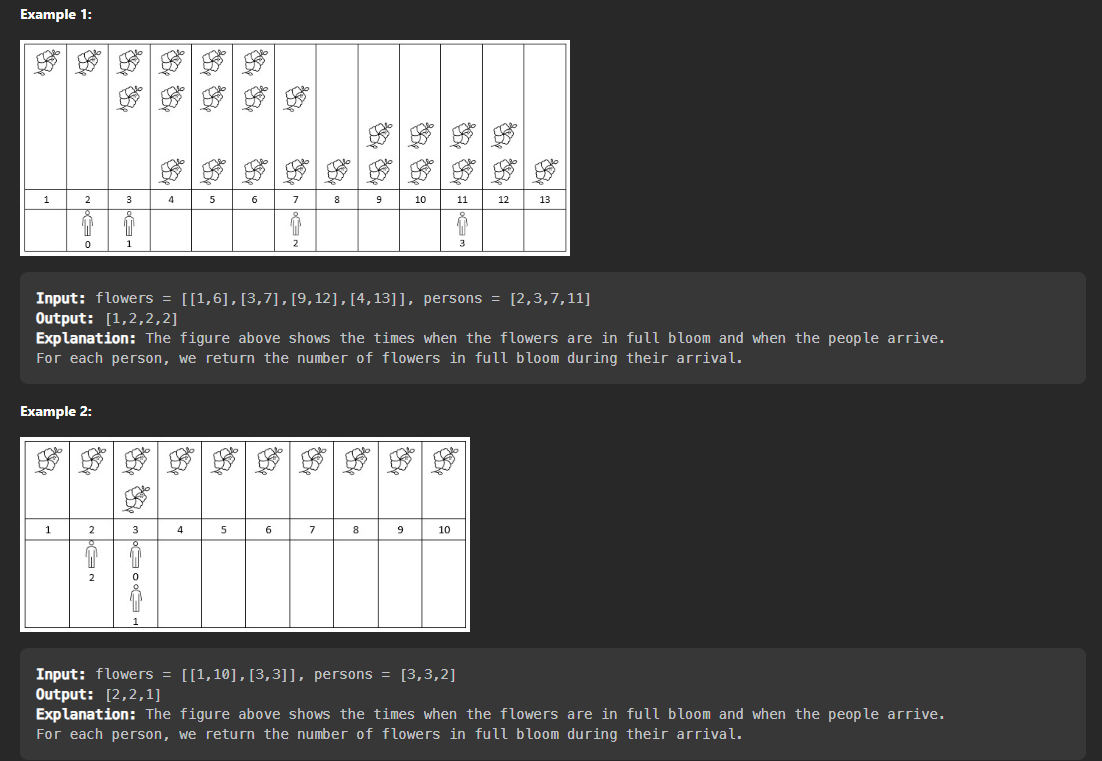 Example 1:
1 2 3 4 5 6 7 8 9 10 11 12 13
0 1 2 3
Input: flowers = [[1,6],[3,7],[9,12],[4,13]], persons = [2,3,7,11]
Output: [1,2,2,2]
Explanation: The figure above shows the times when the flowers are in full bloom and when the people arrive.
For each person, we return the number of flowers in full bloom during their arrival.
Example 2:
1 2 3 4 5 6 7 8 9 10
2 0
1
Input: flowers = [[1,10],[3,3]], persons = [3,3,2]
Output: [2,2,1]
Explanation: The figure above shows the times when the flowers are in full bloom and when the people arrive.
For each person, we return the number of flowers in full bloom during their arrival.